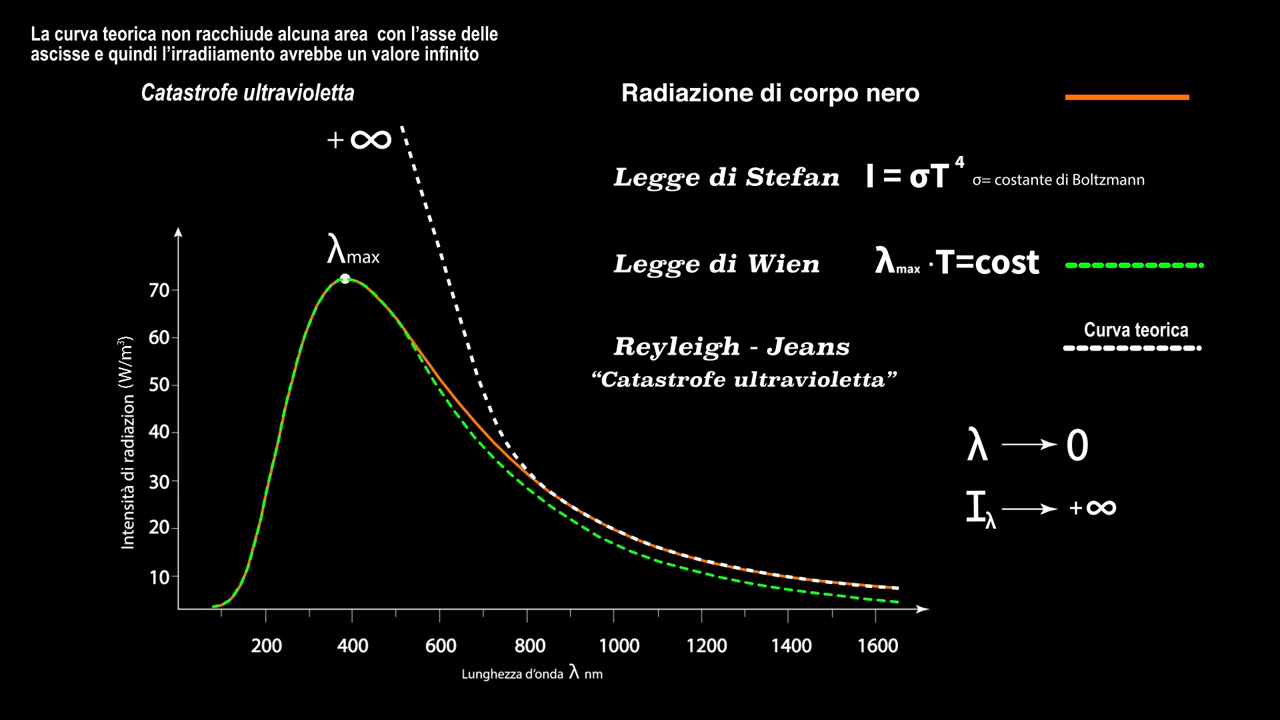 La curva teorica non racchiude alcuna area con l'asse delle
ascisse e quindi l'irradiiamento avrebbe un valore infinito
Catastrofe ultravioletta
+ ∞
λmax
Intensità di radiazion (W/m³)
70
60
50
40
30
20
10
200 400 600 800 1000 1200 1400 1600
Lunghezza d'onda λ nm
Radiazione di corpo nero
Legge di Stefan I = σT⁴ σ= costante di Boltzmann
Legge di Wien λmax ·T=cost
Curva teorica
Reyleigh - Jeans
“Catastrofe ultravioletta”
λ → 0
Iλ → +∞